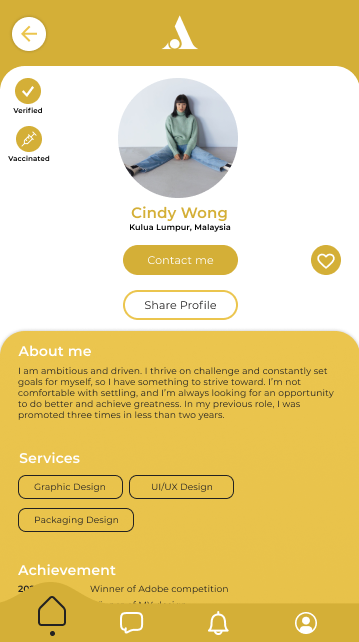 Verified
Vaccinated
Cindy Wong
Kulua Lumpur, Malaysia
Contact me
Share Profile
About me
I am ambitious and driven. I thrive on challenge and constantly set
goals for myself, so I have something to strive toward. I'm not
comfortable with settling, and I'm always looking for an opportunity
to do better and achieve greatness. In my previous role, I was
promoted three times in less than two years.
Services
Graphic Design
UI/UX Design
Packaging Design
Achievement
Winner of Adobe competition